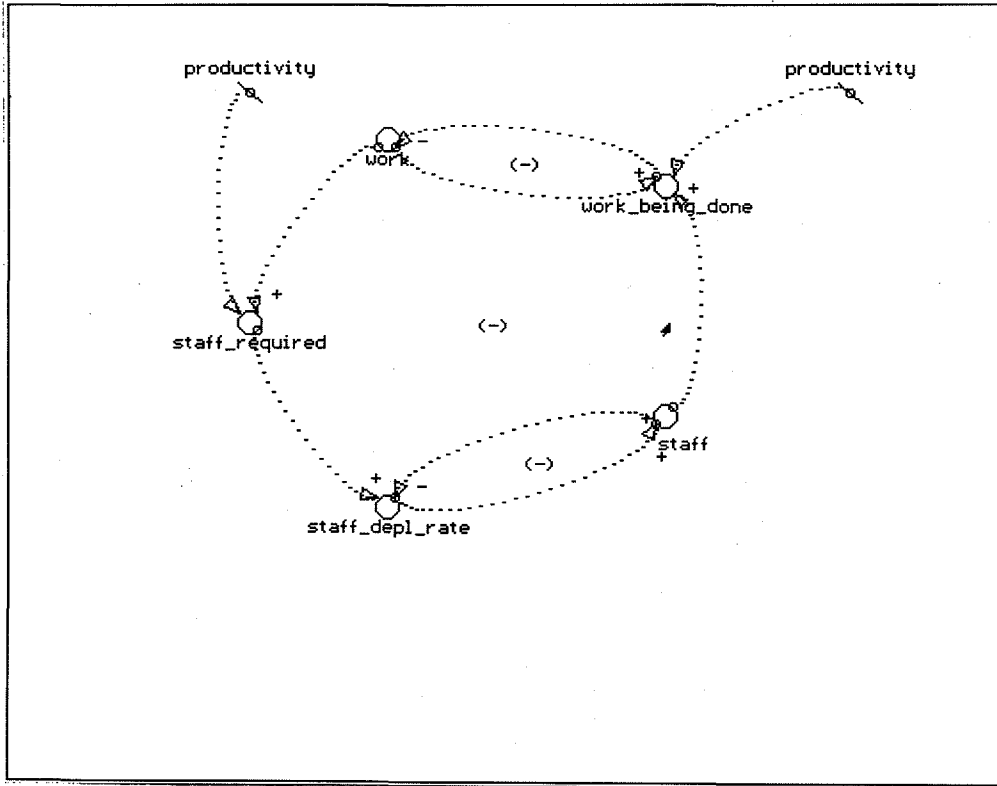 productivity productivity
-
work
(-)
+
+
work_being_done
+
(-)
staff_required
+
staff
(-)
+
+
-
staff_depl_rate